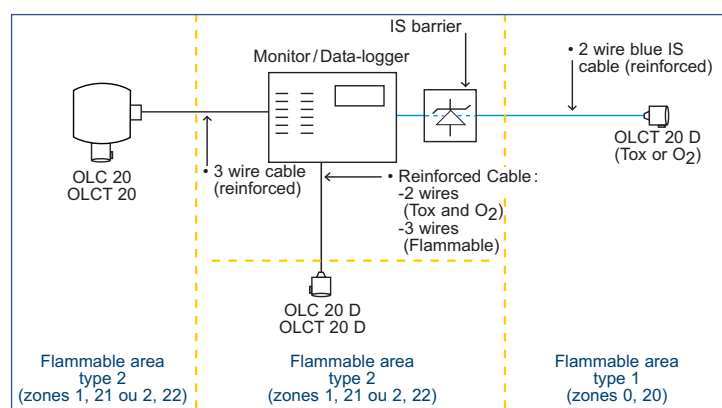 IS barrier
Monitor/Data-logger
• 2 wire blue IS
cable (reinforced)
OLC 20
OLCT 20
• 3 wire cable
(reinforced)
• Reinforced Cable:
-2 wires
(Tox and O2)
-3 wires
(Flammable)
OLCT 20 D
(Tox or O2)
OLC 20 D
OLCT 20 D
Flammable area
type 2
(zones 1, 21 ou 2, 22)
Flammable area
type 2
(zones 1, 21 ou 2, 22)
Flammable area
type 1
(zones 0, 20)